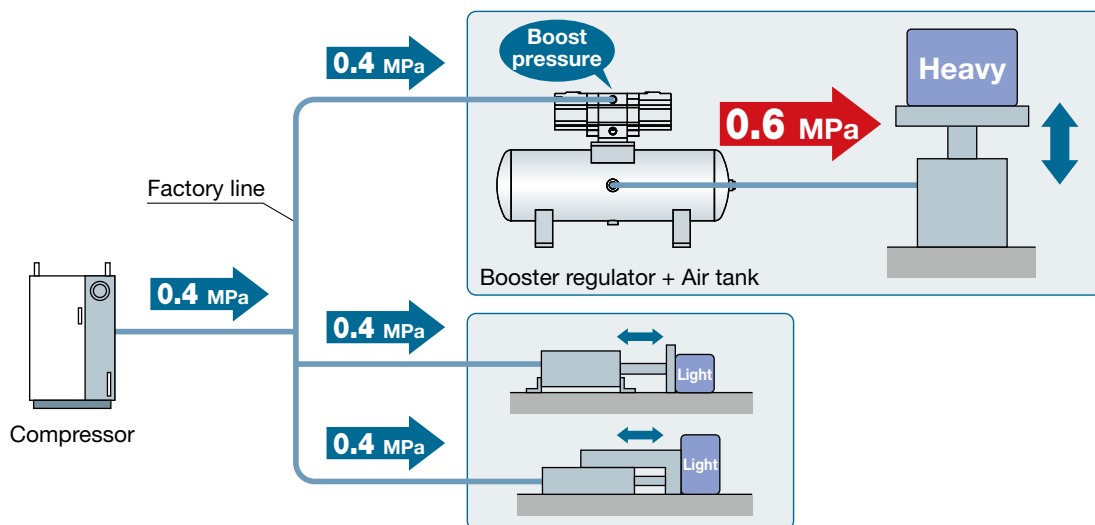 0.4 MPa
Boost
pressure
Heavy
0.6 MPa
Factory line
Booster regulator + Air tank
0.4 MPa
0.4 MPa
Light
Compressor
0.4 MPa
Light